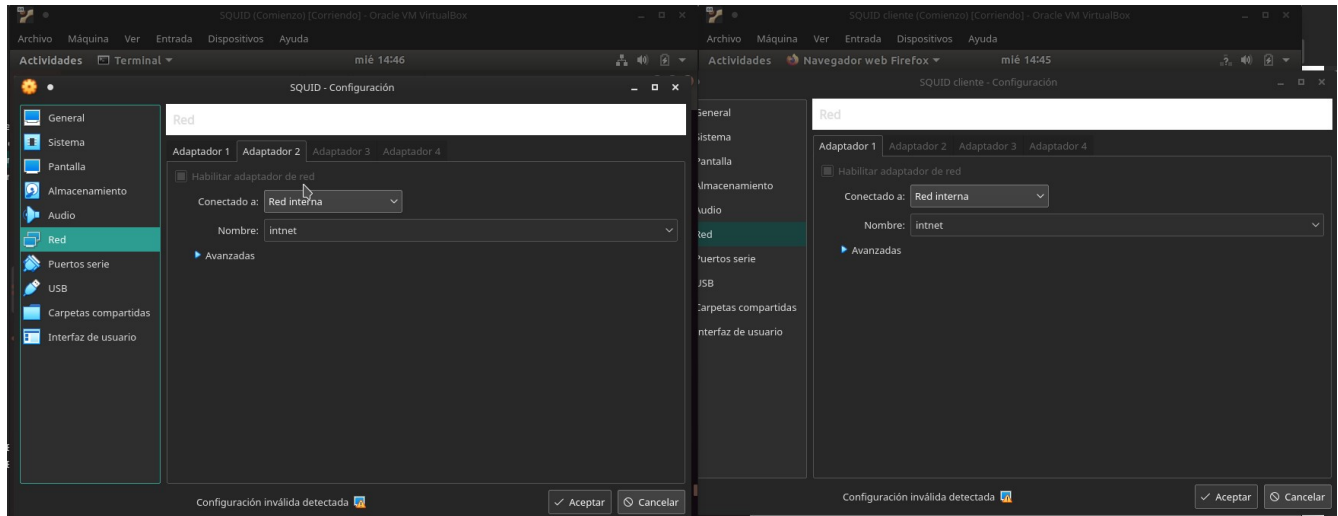 SQUID (Comienzo) [Corriendo] - Oracle VM VirtualBox
Archivo Máquina Ver Entrada Dispositivos Ayuda
Actividades Terminal mié 14:46
SQUID - Configuración
General
Sistema
Pantalla
Almacenamiento
Audio
Red
Puertos serie
USB
Carpetas compartidas
Interfaz de usuario
Red
Adaptador 1 Adaptador 2 Adaptador 3 Adaptador 4
Habilitar adaptador de red
Conectado a: Red interna
Nombre: intnet
Avanzadas
Configuración inválida detectada Aceptar Cancelar
SQUID cliente (Comienzo) [Corriendo] - Oracle VM VirtualBox
Archivo Máquina Ver Entrada Dispositivos Ayuda
Actividades Navegador web Firefox mié 14:45
SQUID cliente - Configuración
General
Sistema
Pantalla
Almacenamiento
Audio
Red
Puertos serie
USB
Carpetas compartidas
Interfaz de usuario
Red
Adaptador 1 Adaptador 2 Adaptador 3 Adaptador 4
Habilitar adaptador de red
Conectado a: Red interna
Nombre: intnet
Avanzadas
Configuración inválida detectada Aceptar Cancelar